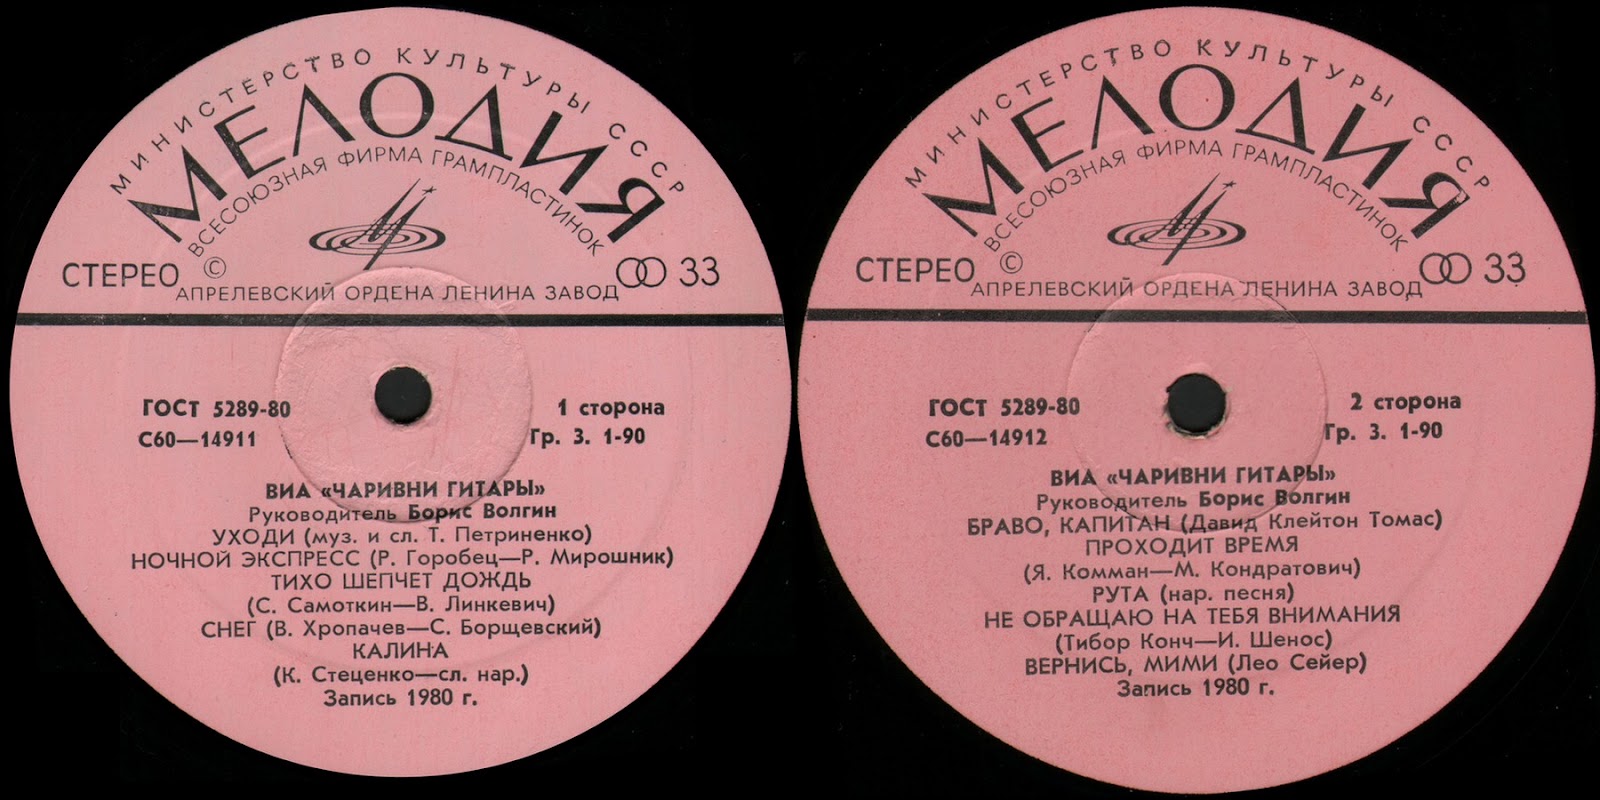 МИНИСТЕРСТВО КУЛЬТУРЫ СССР
МЕЛОДИЯ
ВСЕСОЮЗНАЯ ФИРМА ГРАМПЛАСТИНОК
СТЕРЕО © 33
АПРЕЛЕВСКИЙ ОРДЕНА ЛЕНИНА ЗАВОД
ГОСТ 5289-80 1 сторона
С60—14911 Гр. 3. 1-90
ВИА «ЧАРИВНИ ГИТАРЫ»
Руководитель Борис Волгин
УХОДИ (муз. и сл. Т. Петриненко)
НОЧНОЙ ЭКСПРЕСС (Р. Горобец—Р. Мирошник)
ТИХО ШЕПЧЕТ ДОЖДЬ
(С. Самоткин—В. Линкевич)
СНЕГ (В. Хропачев—С. Борщевский)
КАЛИНА
(К. Стеценко—сл. нар.)
Запись 1980 г.
МИНИСТЕРСТВО КУЛЬТУРЫ СССР
МЕЛОДИЯ
ВСЕСОЮЗНАЯ ФИРМА ГРАМПЛАСТИНОК
СТЕРЕО © 33
АПРЕЛЕВСКИЙ ОРДЕНА ЛЕНИНА ЗАВОД
ГОСТ 5289-80 2 сторона
С60—14912 Гр. 3. 1-90
ВИА «ЧАРИВНИ ГИТАРЫ»
Руководитель Борис Волгин
БРАВО, КАПИТАН (Давид Клейтон Томас)
ПРОХОДИТ ВРЕМЯ
(Я. Комман—М. Кондратович)
РУТА (нар. песня)
НЕ ОБРАЩАЮ НА ТЕБЯ ВНИМАНИЯ
(Тибор Конч—И. Шенос)
ВЕРНИСЬ, МИМИ (Лео Сейер)
Запись 1980 г.